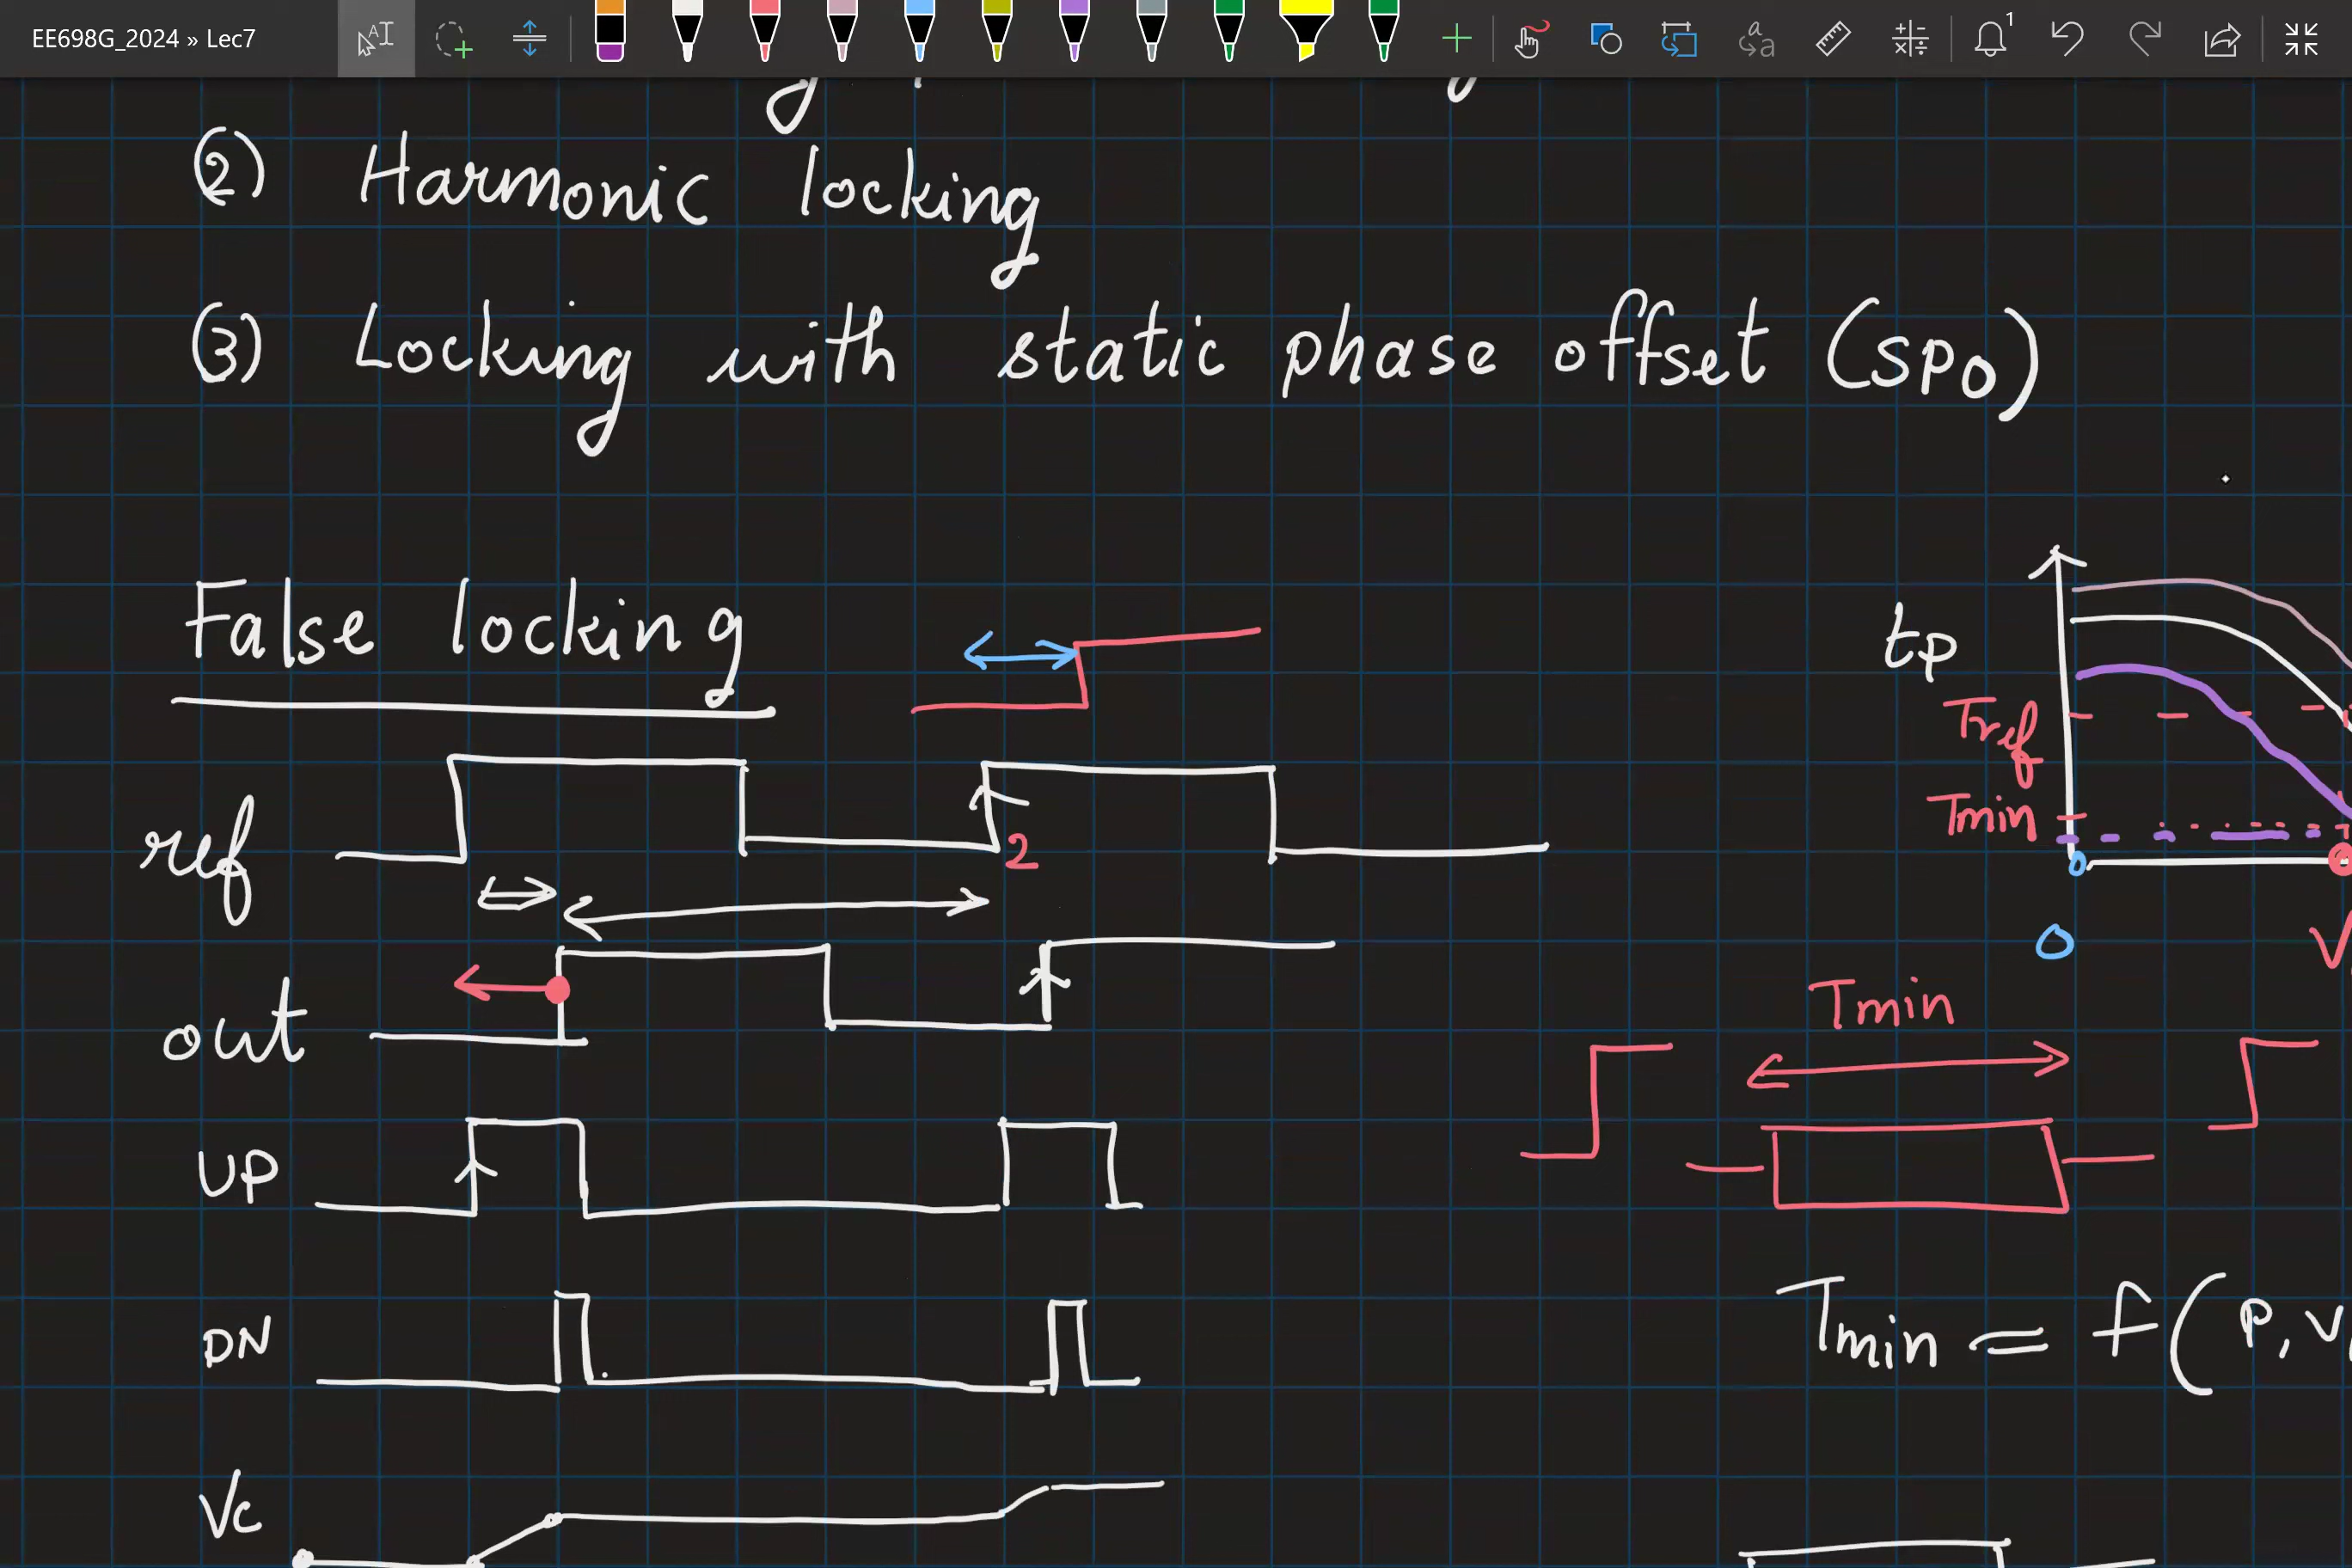 EE698G_2024 » Lec7
(2) Harmonic locking
(3) Locking with static phase offset (SPO)
False locking
tp
Tref
Tmin
0
ref
2
out
Tmin
UP
DN
Tmin = f(P, V
Vc